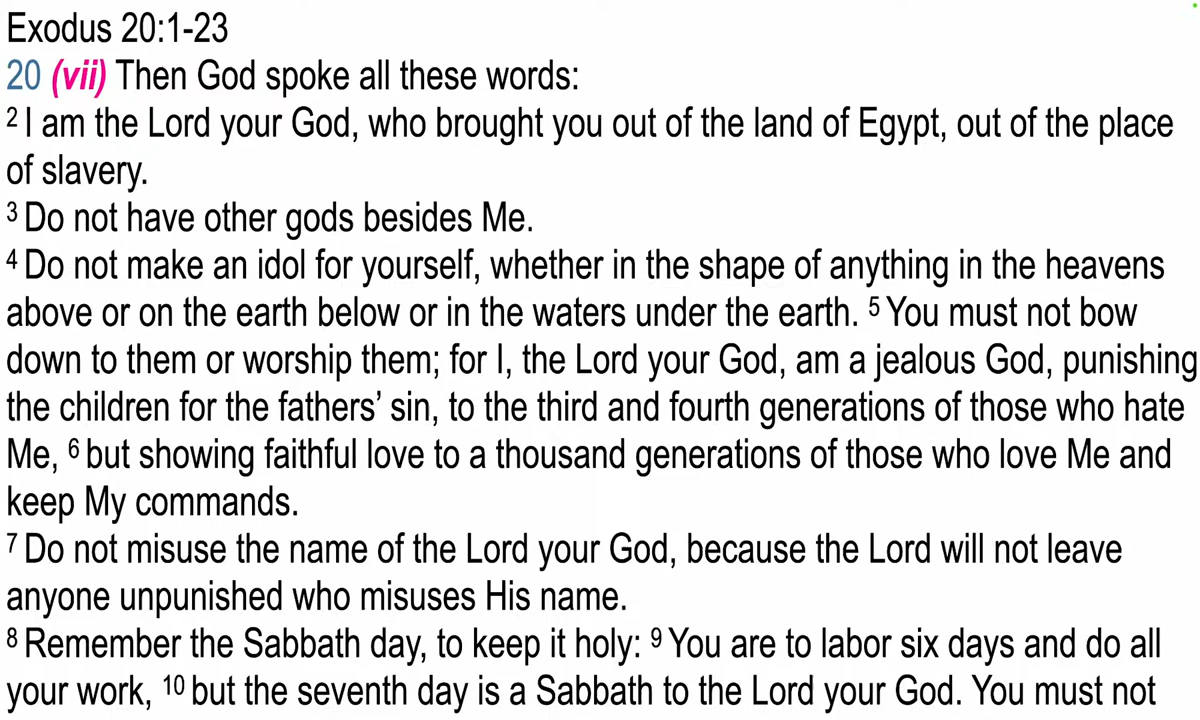 Exodus 20:1-23
20 (vii) Then God spoke all these words:
2 I am the Lord your God, who brought you out of the land of Egypt, out of the place
of slavery.
3 Do not have other gods besides Me.
4 Do not make an idol for yourself, whether in the shape of anything in the heavens
above or on the earth below or in the waters under the earth. 5 You must not bow
down to them or worship them; for I, the Lord your God, am a jealous God, punishing
the children for the fathers’ sin, to the third and fourth generations of those who hate
Me, 6 but showing faithful love to a thousand generations of those who love Me and
keep My commands.
7 Do not misuse the name of the Lord your God, because the Lord will not leave
anyone unpunished who misuses His name.
8 Remember the Sabbath day, to keep it holy: 9 You are to labor six days and do all
your work, 10 but the seventh day is a Sabbath to the Lord your God. You must not